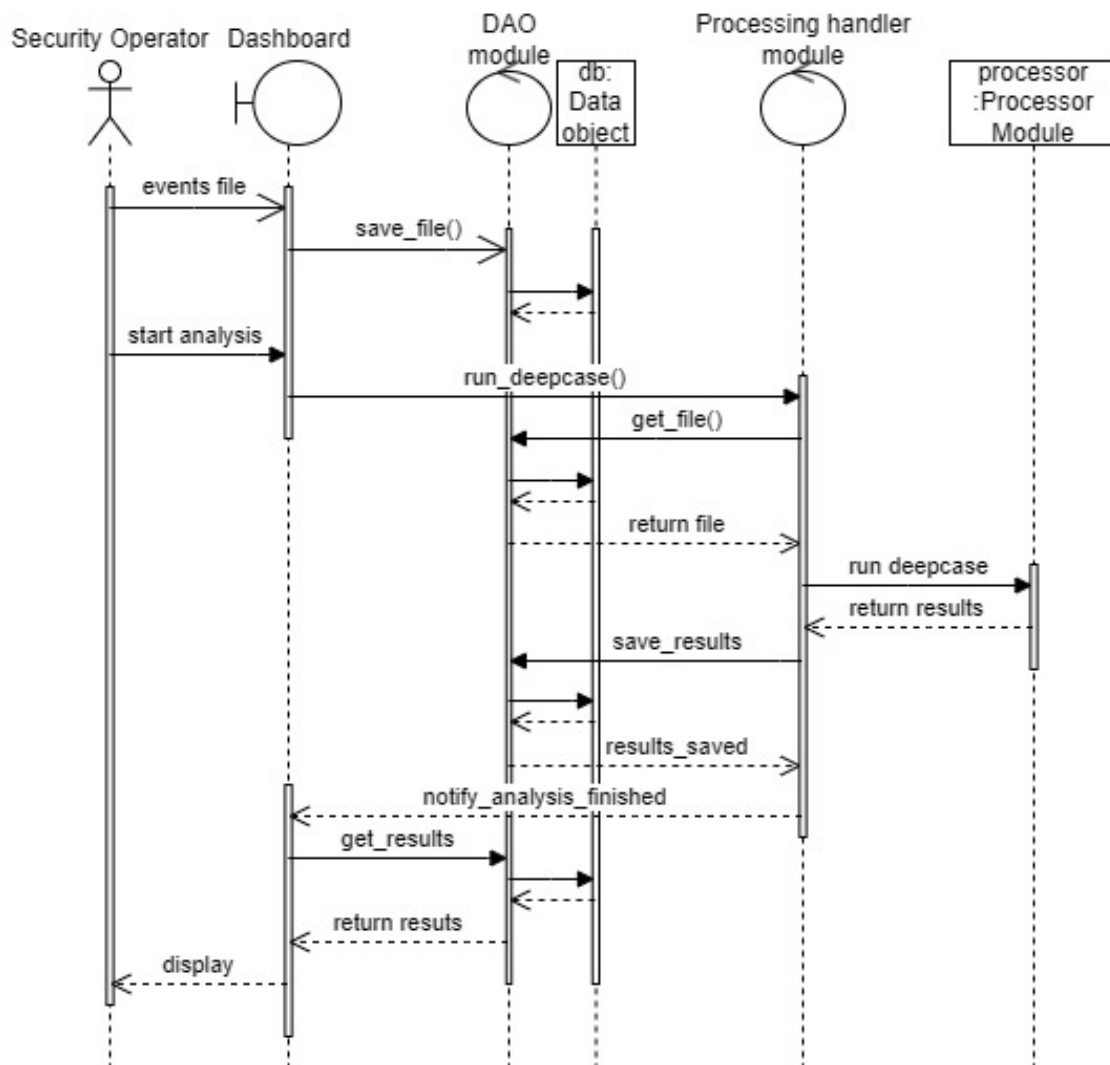 Security Operator
Dashboard
DAO
module
db:
Data
object
Processing handler
module
processor
:Processor
Module
events file
save_file()
start analysis
run_deepcase()
get_file()
return file
run deepcase
return results
save_results
results_saved
notify_analysis_finished
get_results
return resuts
display